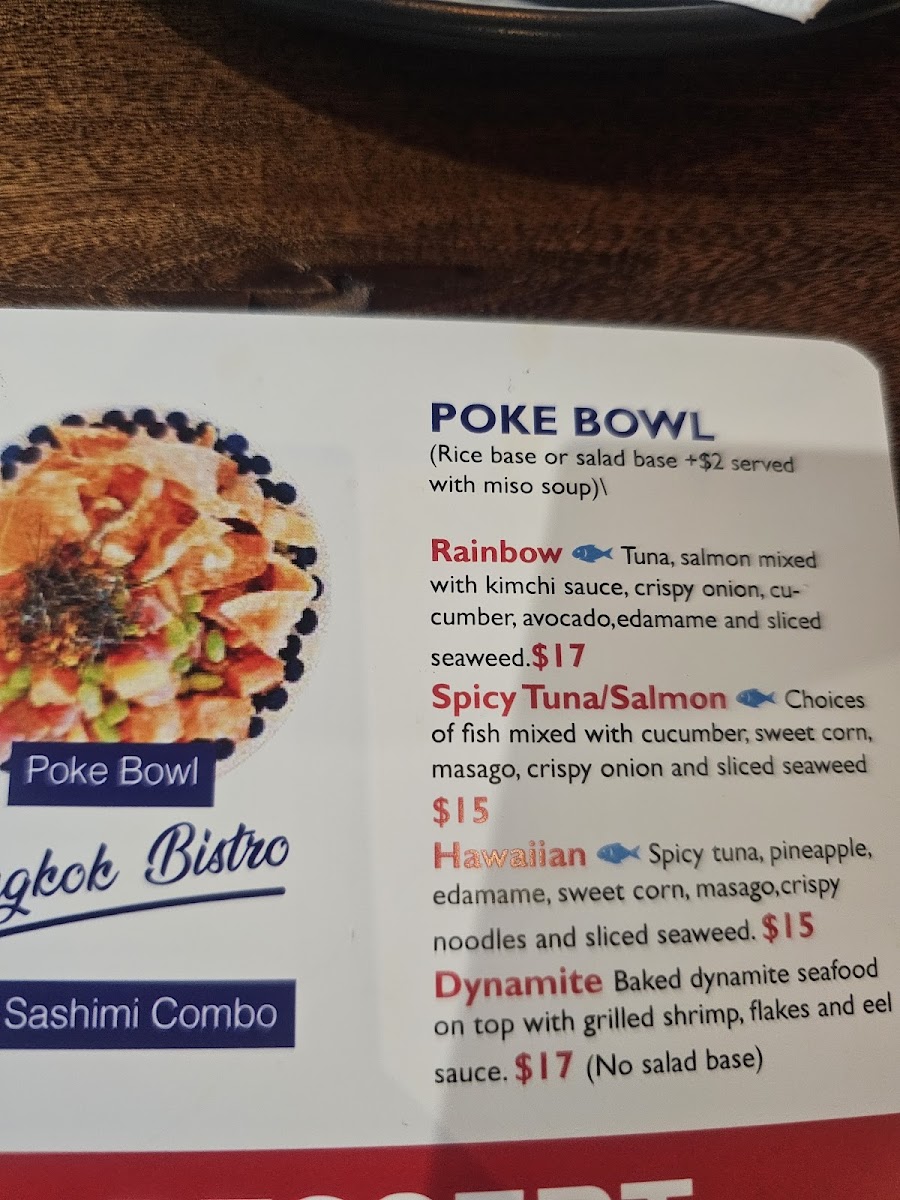 POKE BOWL
(Rice base or salad base +$2 served
with miso soup)\
Rainbow Tuna, salmon mixed
with kimchi sauce, crispy onion, cu-
cumber, avocado,edamame and sliced
seaweed.$17
Spicy Tuna/Salmon Choices
of fish mixed with cucumber, sweet corn,
masago, crispy onion and sliced seaweed
$15
Hawaiian Spicy tuna, pineapple,
edamame, sweet corn, masago,crispy
noodles and sliced seaweed. $15
Dynamite Baked dynamite seafood
on top with grilled shrimp, flakes and eel
sauce. $17 (No salad base)
Poke Bowl
gkok Bistro
Sashimi Combo